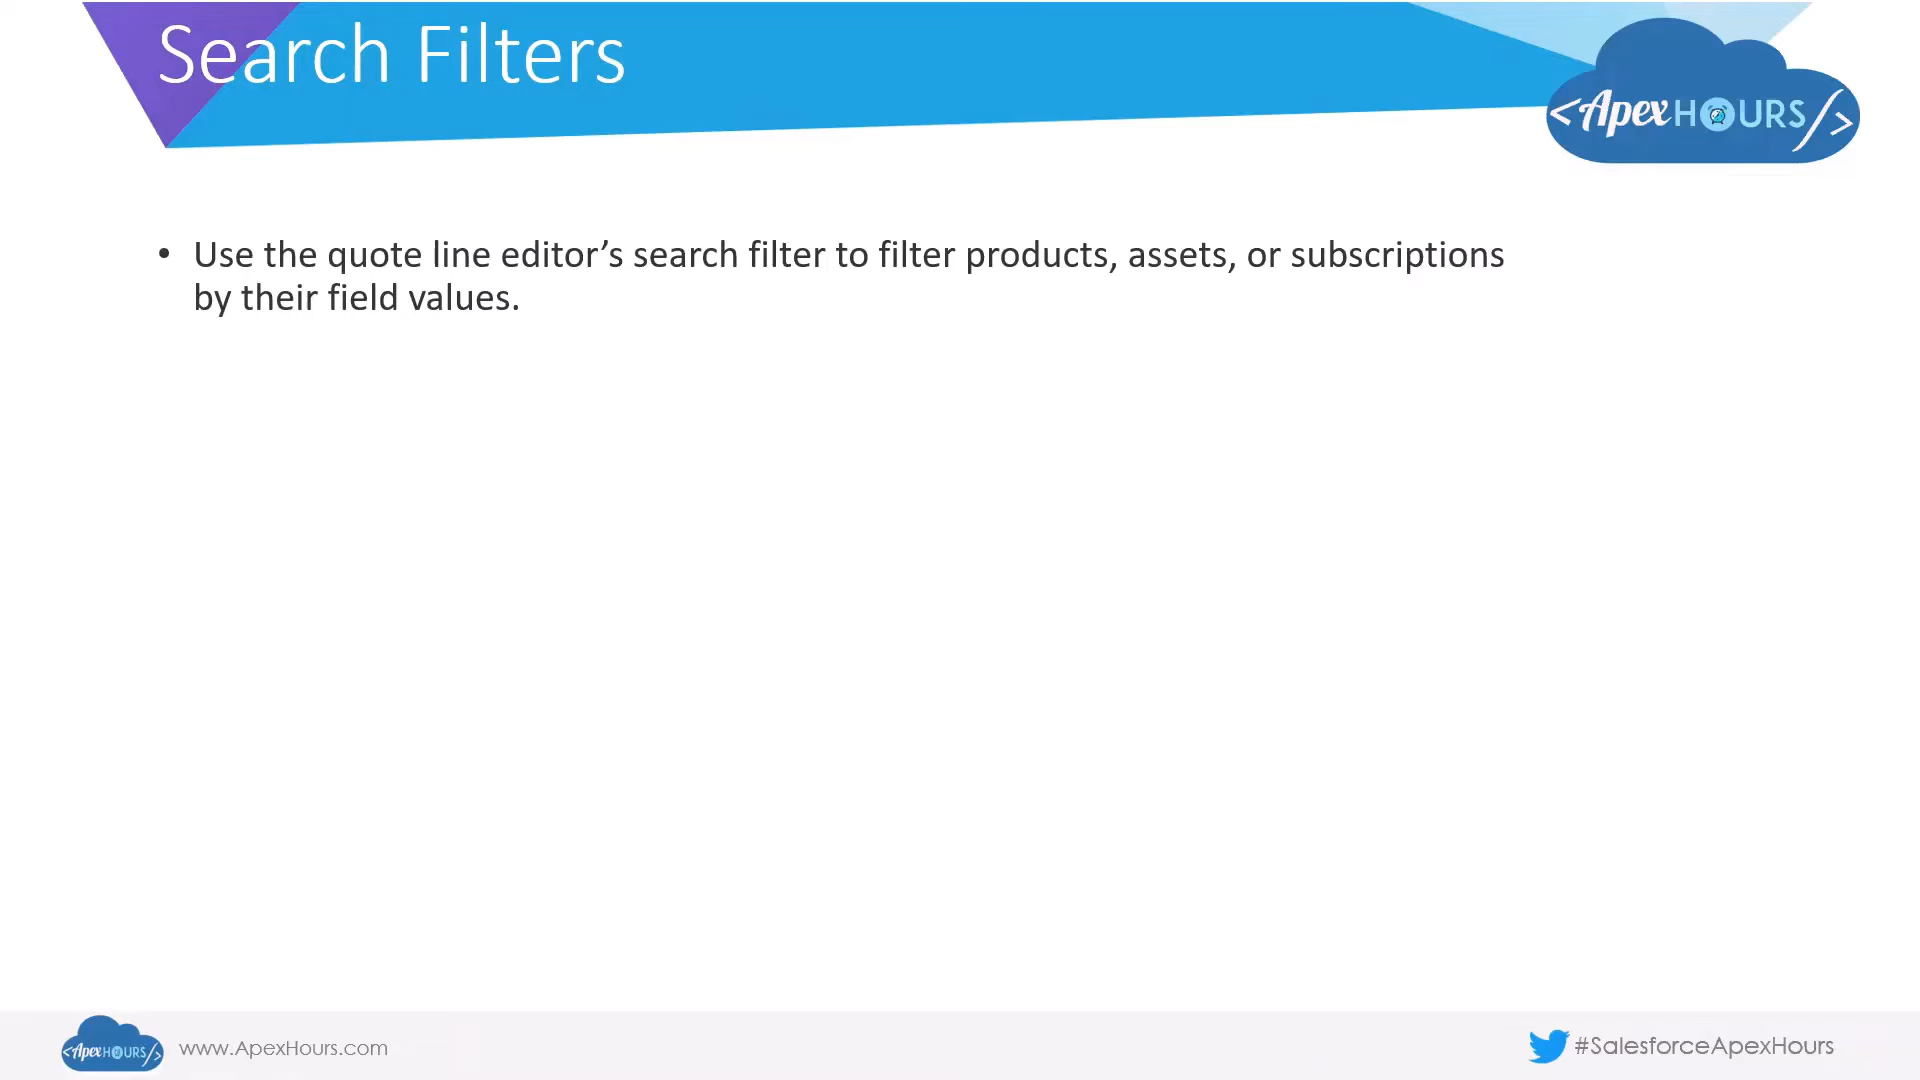 Search Filters
<ApexHOURS/>
• Use the quote line editor’s search filter to filter products, assets, or subscriptions
by their field values.
<ApexHOURS/>
www.ApexHours.com
#SalesforceApexHours